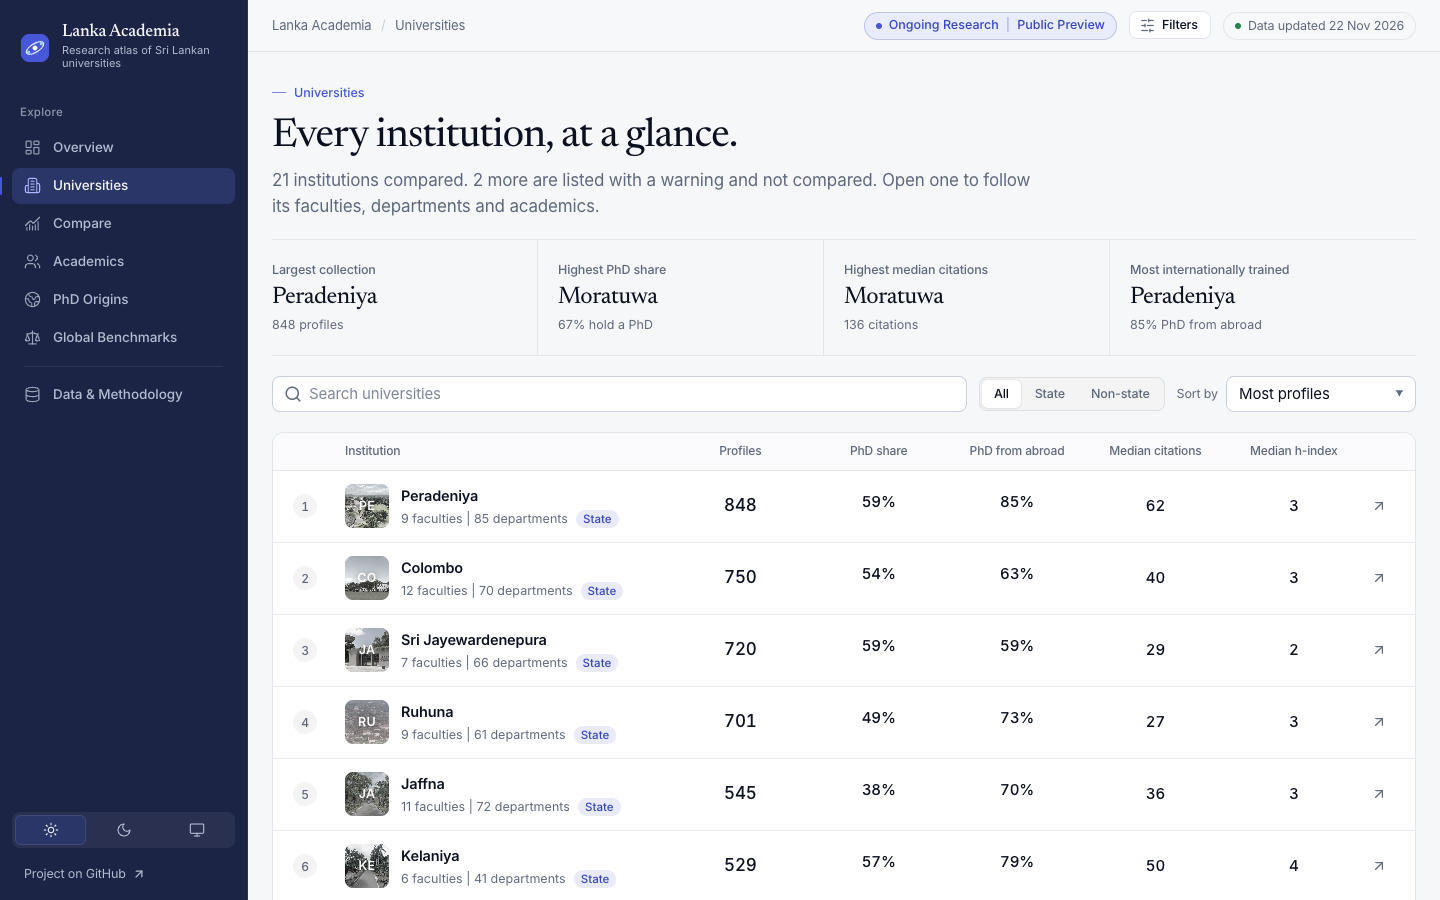 Lanka Academia
Research atlas of Sri Lankan
universities
Explore
Overview
Universities
Compare
Academics
PhD Origins
Global Benchmarks
Data & Methodology
Project on GitHub
Lanka Academia / Universities
Ongoing Research | Public Preview
Filters
Data updated 22 Nov 2026
— Universities
Every institution, at a glance.
21 institutions compared. 2 more are listed with a warning and not compared. Open one to follow
its faculties, departments and academics.
Largest collection
Peradeniya
848 profiles
Highest PhD share
Moratuwa
67% hold a PhD
Highest median citations
Moratuwa
136 citations
Most internationally trained
Peradeniya
85% PhD from abroad
Search universities
All State Non-state
Sort by Most profiles
Institution Profiles PhD share PhD from abroad Median citations Median h-index
1 PE Peradeniya 848 59% 85% 62 3
9 faculties | 85 departments State
2 CO Colombo 750 54% 63% 40 3
12 faculties | 70 departments State
3 JA Sri Jayewardenepura 720 59% 59% 29 2
7 faculties | 66 departments State
4 RU Ruhuna 701 49% 73% 27 3
9 faculties | 61 departments State
5 JA Jaffna 545 38% 70% 36 3
11 faculties | 72 departments State
6 KE Kelaniya 529 57% 79% 50 4
6 faculties | 41 departments State